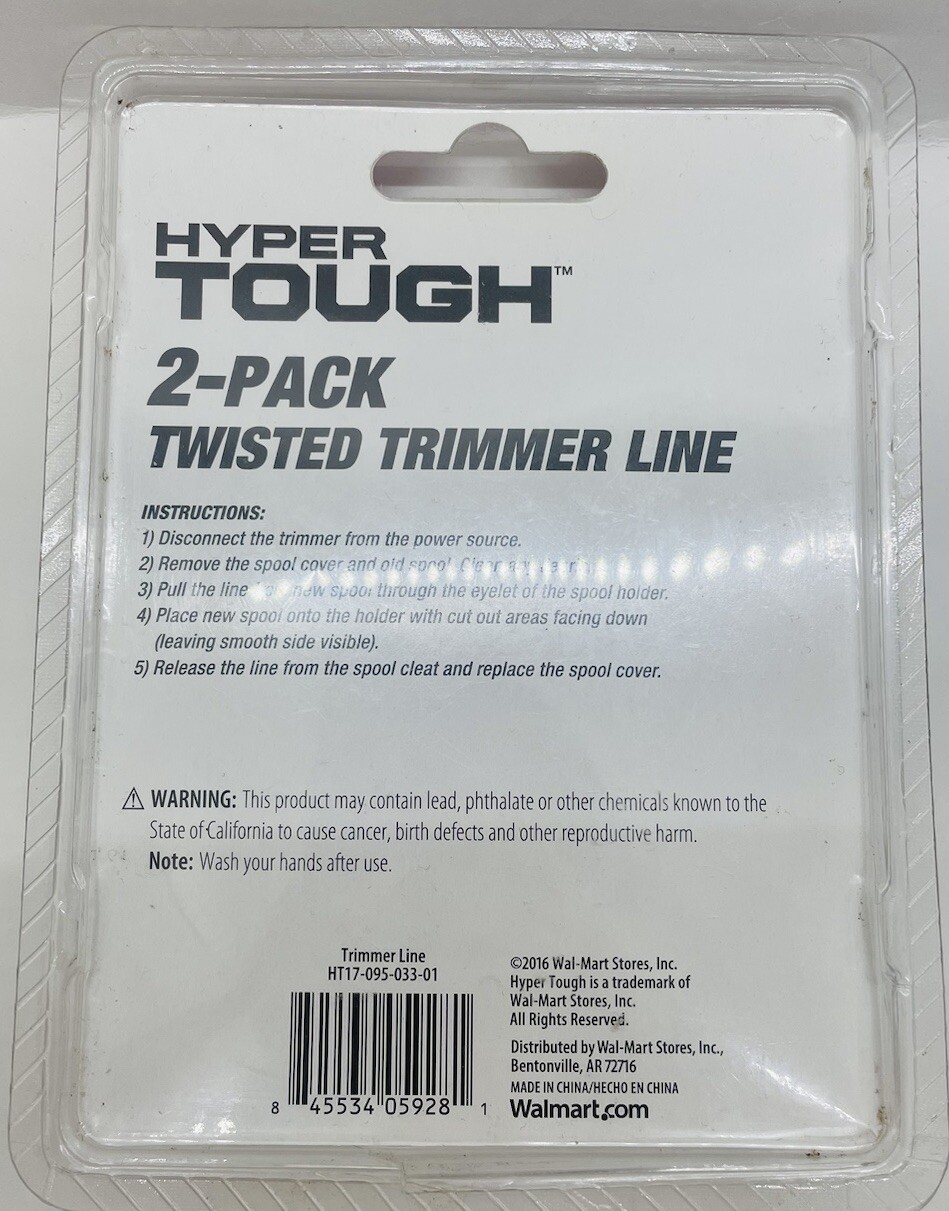 HYPER
TOUGH™
2-PACK
TWISTED TRIMMER LINE
INSTRUCTIONS:
1) Disconnect the trimmer from the power source.
2) Remove the spool cover and old spool. Clean any
3) Pull the line new spool through the eyelet of the spool holder.
4) Place new spool onto the holder with cut out areas facing down
(leaving smooth side visible).
5) Release the line from the spool cleat and replace the spool cover.
⚠ WARNING: This product may contain lead, phthalate or other chemicals known to the
State of California to cause cancer, birth defects and other reproductive harm.
Note: Wash your hands after use.
Trimmer Line
HT17-095-033-01
8 45534 05928 1
©2016 Wal-Mart Stores, Inc.
Hyper Tough is a trademark of
Wal-Mart Stores, Inc.
All Rights Reserved.
Distributed by Wal-Mart Stores, Inc.,
Bentonville, AR 72716
MADE IN CHINA/HECHO EN CHINA
Walmart.com